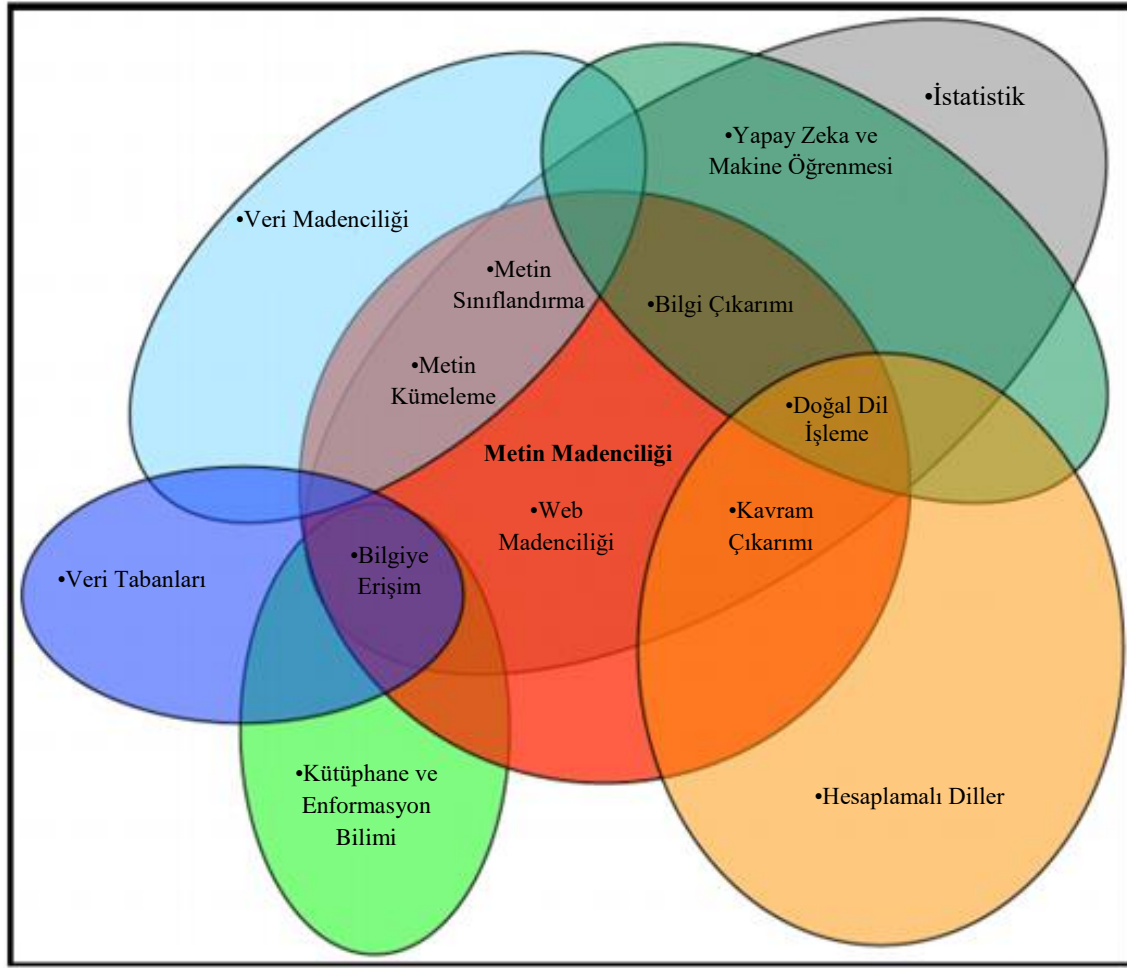 •İstatistik
•Yapay Zeka ve
Makine Öğrenmesi
•Veri Madenciliği
•Metin
Sınıflandırma
•Bilgi Çıkarımı
•Metin
Kümeleme
•Doğal Dil
İşleme
Metin Madenciliği
•Web
Madenciliği
•Kavram
Çıkarımı
•Bilgiye
Erişim
•Veri Tabanları
•Kütüphane ve
Enformasyon
Bilimi
•Hesaplamalı Diller